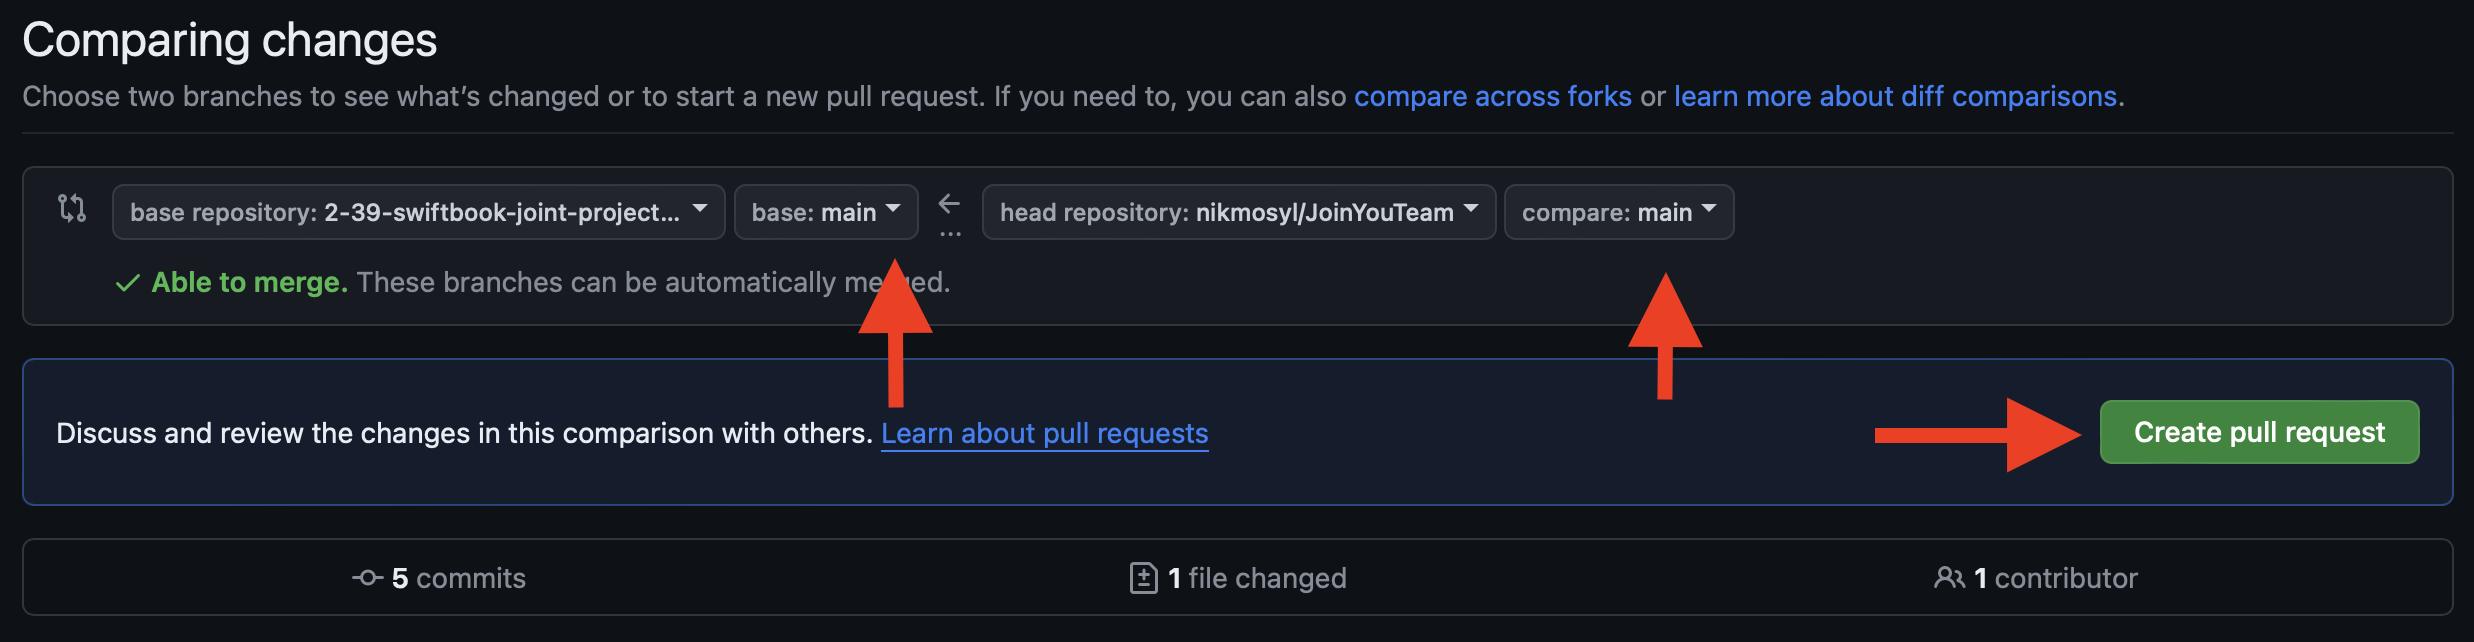 Comparing changes
Choose two branches to see what's changed or to start a new pull request. If you need to, you can also compare across forks or learn more about diff comparisons.
base repository: 2-39-swiftbook-joint-project... base: main ... head repository: nikmosyl/JoinYouTeam compare: main
Able to merge. These branches can be automatically merged.
Discuss and review the changes in this comparison with others. Learn about pull requests
Create pull request
5 commits 1 file changed 1 contributor